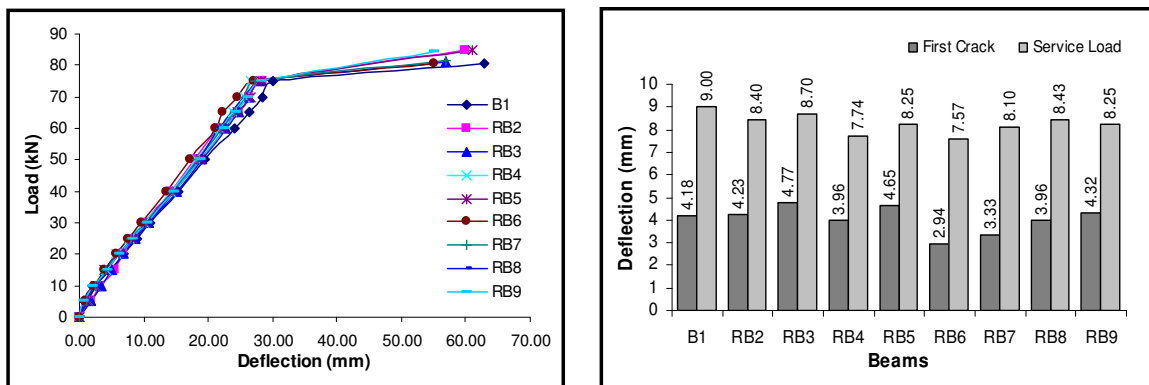 90
80
70
60
50
40
30
20
10
0
Load (kN)
0.00 10.00 20.00 30.00 40.00 50.00 60.00 70.00
Deflection (mm)
B1
RB2
RB3
RB4
RB5
RB6
RB7
RB8
RB9
First Crack Service Load
10
9
8
7
6
5
4
3
2
1
0
Deflection (mm)
4.18 9.00 4.23 8.40 4.77 8.70 3.96 7.74 4.65 8.25 2.94 7.57 3.33 8.10 3.96 8.43 4.32 8.25
B1 RB2 RB3 RB4 RB5 RB6 RB7 RB8 RB9
Beams